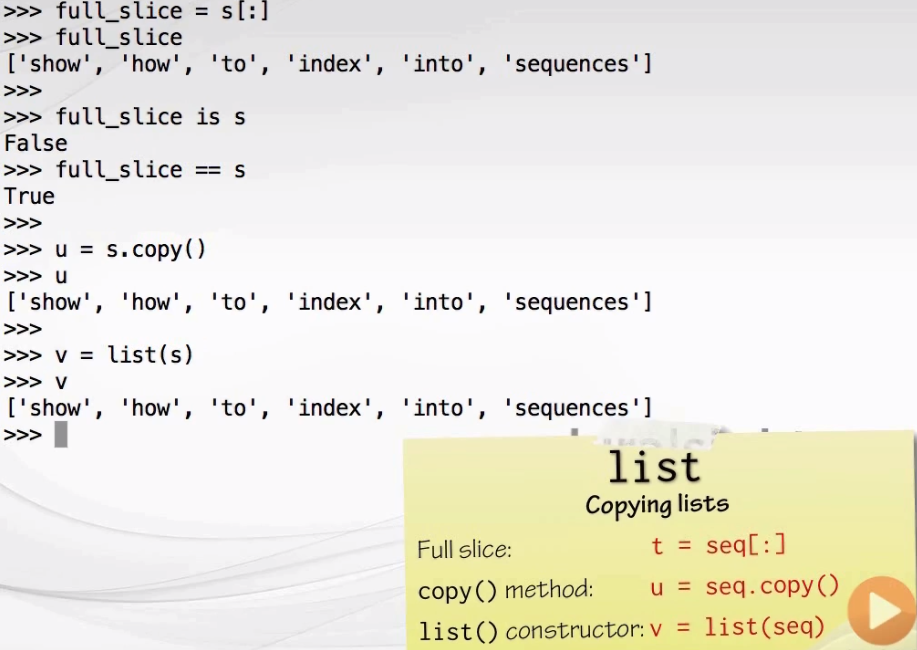 >>> full_slice = s[:]
>>> full_slice
['show', 'how', 'to', 'index', 'into', 'sequences']
>>>
>>> full_slice is s
False
>>> full_slice == s
True
>>>
>>> u = s.copy()
>>> u
['show', 'how', 'to', 'index', 'into', 'sequences']
>>>
>>> v = list(s)
>>> v
['show', 'how', 'to', 'index', 'into', 'sequences']
>>>
list
Copying lists
Full slice: t = seq[:]
copy() method: u = seq.copy()
list() constructor: v = list(seq)